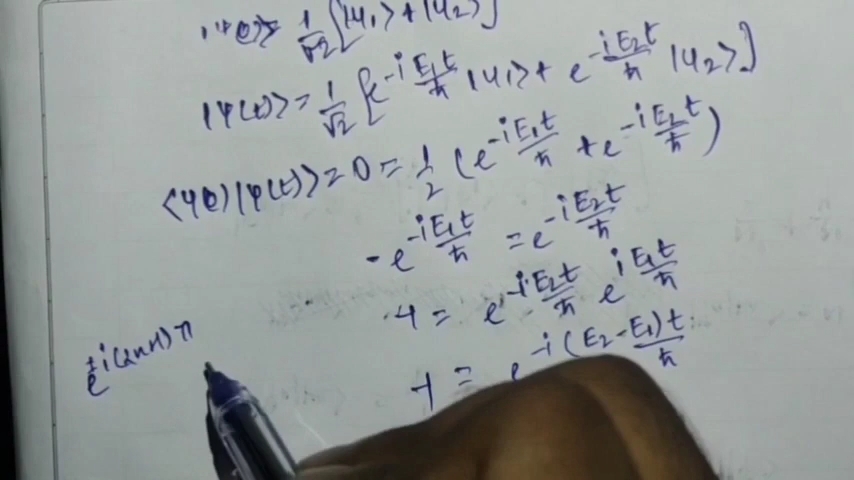 |ψ(0)⟩ = 1/√2 [|u₁⟩ + |u₂⟩]
|ψ(t)⟩ = 1/√2 [e^{-iE₁t/ħ} |u₁⟩ + e^{-iE₂t/ħ} |u₂⟩]
⟨ψ(0)|ψ(t)⟩ = 0 = 1/2 (e^{-iE₁t/ħ} + e^{-iE₂t/ħ})
-e^{-iE₁t/ħ} = e^{-iE₂t/ħ}
-1 = e^{-iE₂t/ħ} e^{iE₁t/ħ}
e^{±i(2n+1)π}
-1 = e^{-i(E₂-E₁)t/ħ}